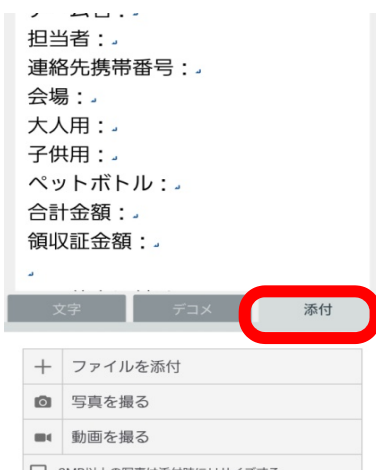 担当者：
連絡先携帯番号：
会場：
大人用：
子供用：
ペットボトル：
合計金額：
領収証金額：
文字 デコメ 添付
ファイルを添付
写真を撮る
動画を撮る